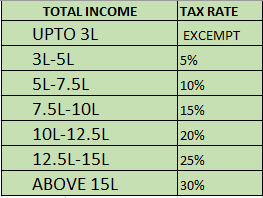 TOTAL INCOME TAX RATE
UPTO 3L EXCEMPT
3L-5L 5%
5L-7.5L 10%
7.5L-10L 15%
10L-12.5L 20%
12.5L-15L 25%
ABOVE 15L 30%